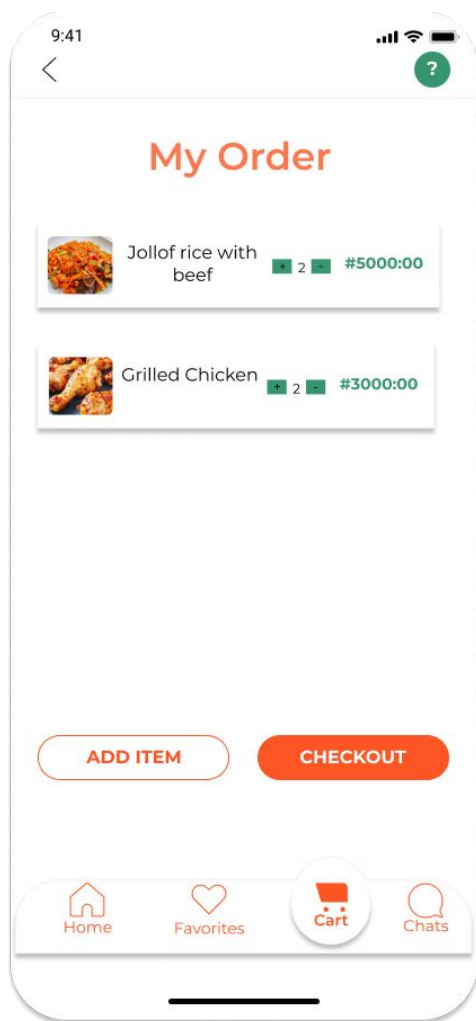 9:41
?
My Order
Jollof rice with
beef
+ 2 - #5000:00
Grilled Chicken
+ 2 - #3000:00
ADD ITEM
CHECKOUT
Home
Favorites
Cart
Chats